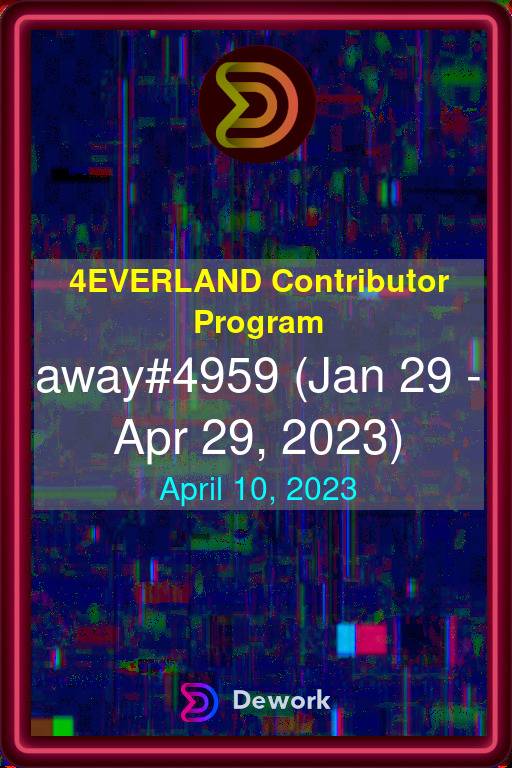 4EVERLAND Contributor
Program
away#4959 (Jan 29 -
Apr 29, 2023)
April 10, 2023
Dework